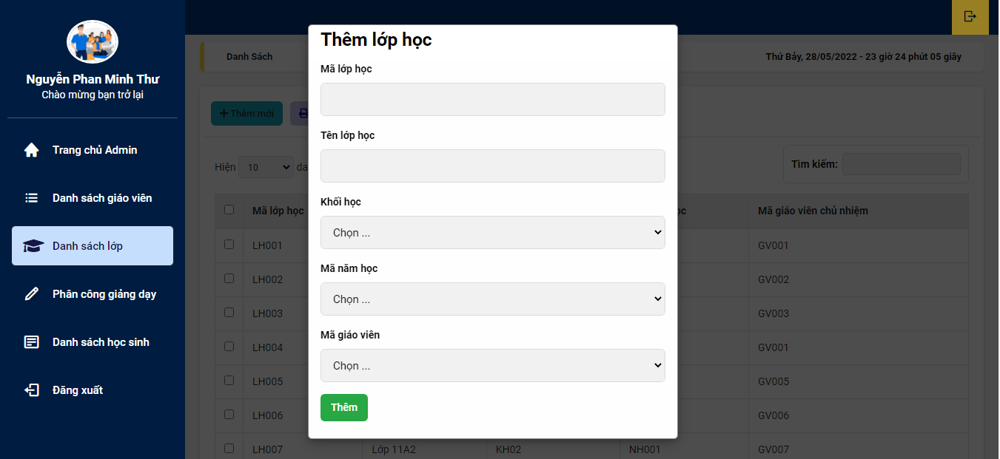 Nguyễn Phan Minh Thư
Chào mừng bạn trở lại
Trang chủ Admin
Danh sách giáo viên
Danh sách lớp
Phân công giảng dạy
Danh sách học sinh
Đăng xuất
Danh Sách
Thứ Bảy, 28/05/2022 - 23 giờ 24 phút 05 giây
Thêm mới
Hiện 10 da
Tìm kiếm:
Thêm lớp học
Mã lớp học
Tên lớp học
Khối học
Chọn ...
Mã năm học
Chọn ...
Mã giáo viên
Chọn ...
Thêm
Mã lớp học Mã giáo viên chủ nhiệm
LH001 GV001
LH002 GV002
LH003 GV003
LH004 GV001
LH005 GV005
LH006 GV006
LH007 Lớp 11A2 KH02 NH001 GV007